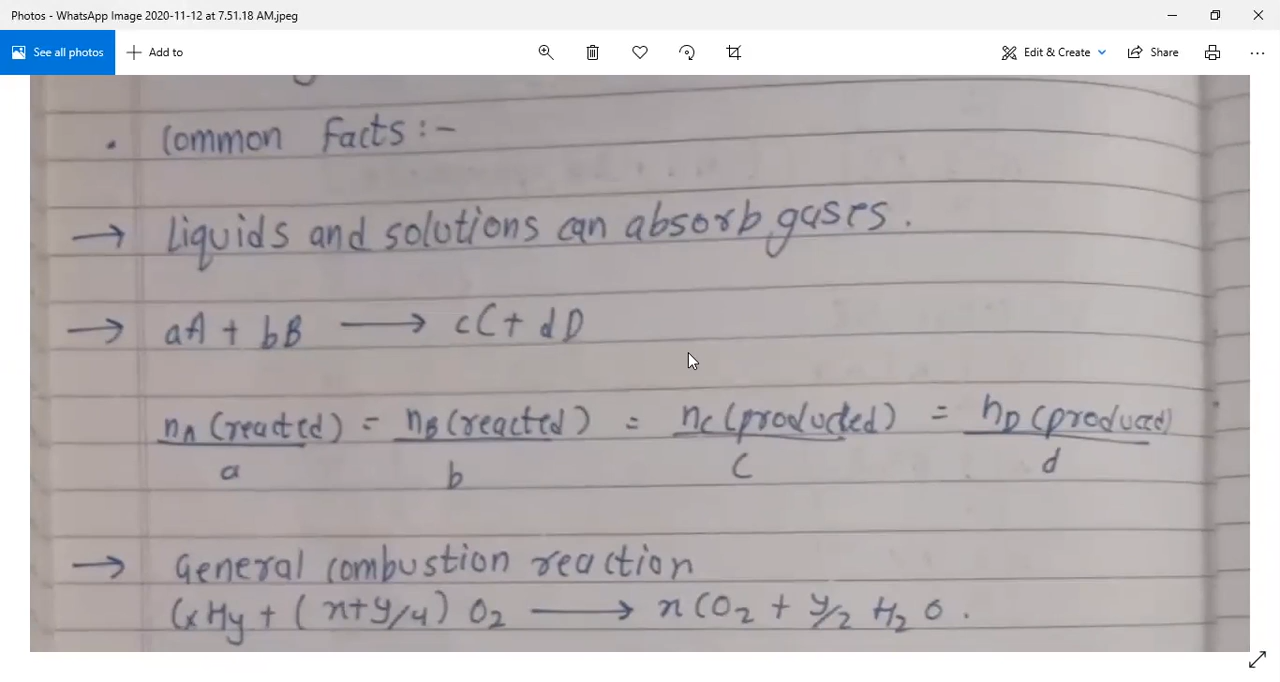 Photos - WhatsApp Image 2020-11-12 at 7.51.18 AM.jpeg
See all photos
Add to
Edit & Create
Share
. Common Facts :-
→ Liquids and solutions can absorb gases.
→ aA + bB ⟶ cC + dD
nA (reacted)/a = nB (reacted)/b = nC (producted)/c = nD (produced)/d
→ General combustion reaction
CxHy + (x+y/4) O2 ⟶ x CO2 + y/2 H2O.